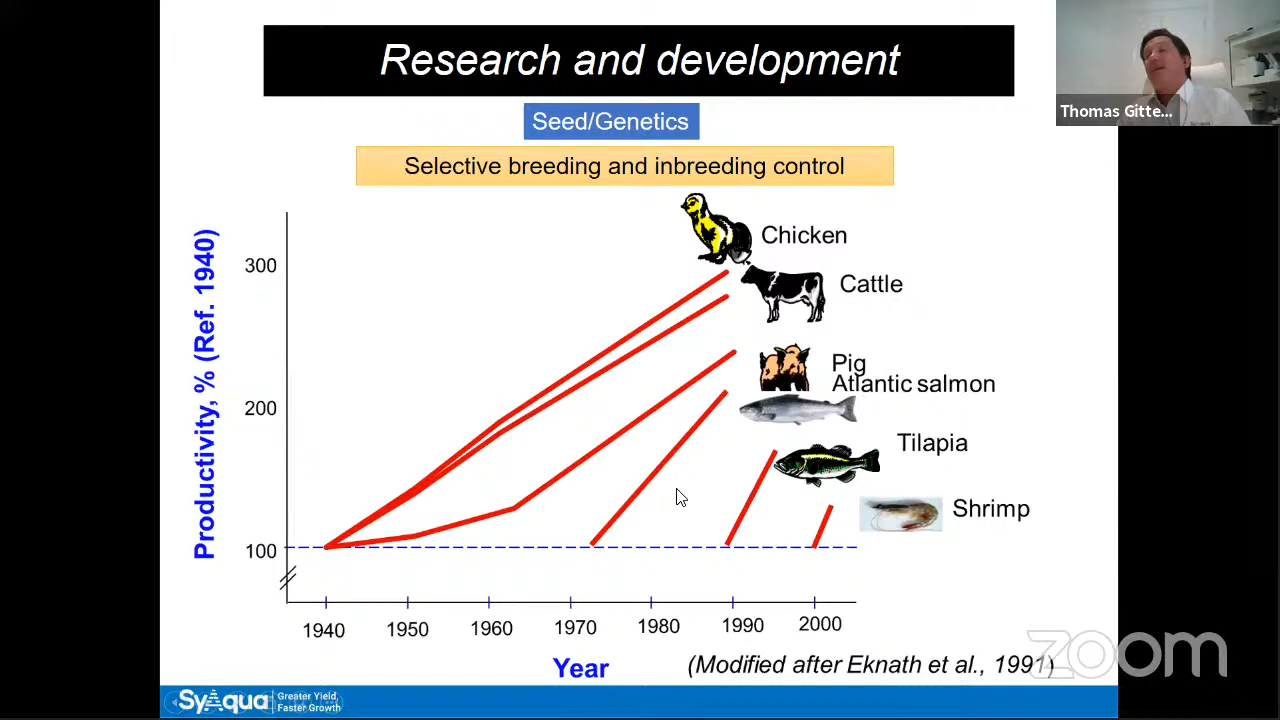 Research and development
Thomas Gitte...
Seed/Genetics
Selective breeding and inbreeding control
Productivity, % (Ref. 1940)
300
200
100
Chicken
Cattle
Pig
Atlantic salmon
Tilapia
Shrimp
1940 1950 1960 1970 1980 1990 2000
Year
(Modified after Eknath et al., 1991)
zoom
SyAqua
Greater Yield,
Faster Growth